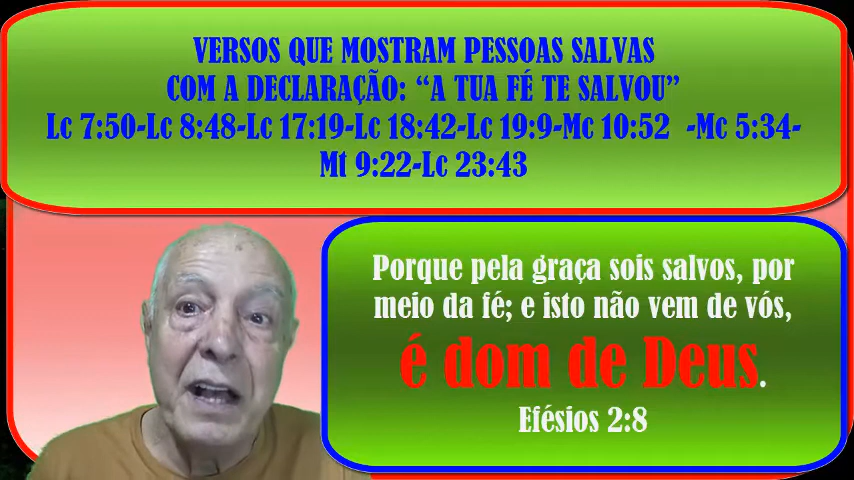 VERSOS QUE MOSTRAM PESSOAS SALVAS
COM A DECLARAÇÃO: “A TUA FÉ TE SALVOU”
Lc 7:50-Lc 8:48-Lc 17:19-Lc 18:42-Lc 19:9-Mc 10:52 -Mc 5:34-
Mt 9:22-Lc 23:43
Porque pela graça sois salvos, por
meio da fé; e isto não vem de vós,
é dom de Deus.
Efésios 2:8